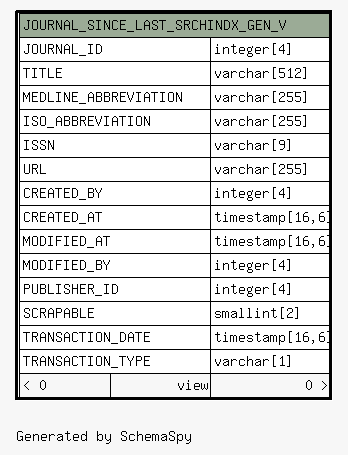 JOURNAL_SINCE_LAST_SRCHINDX_GEN_V
JOURNAL_ID integer[4]
TITLE varchar[512]
MEDLINE_ABBREVIATION varchar[255]
ISO_ABBREVIATION varchar[255]
ISSN varchar[9]
URL varchar[255]
CREATED_BY integer[4]
CREATED_AT timestamp[16,6]
MODIFIED_AT timestamp[16,6]
MODIFIED_BY integer[4]
PUBLISHER_ID integer[4]
SCRAPABLE smallint[2]
TRANSACTION_DATE timestamp[16,6]
TRANSACTION_TYPE varchar[1]
< 0 view 0 >
Generated by SchemaSpy